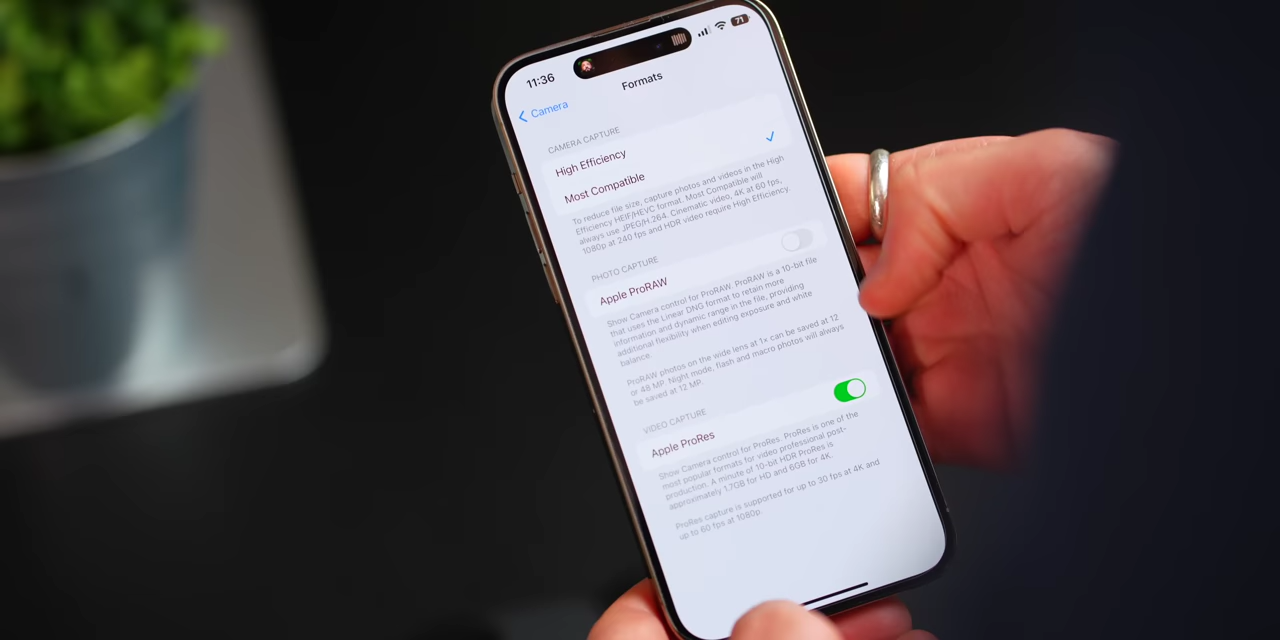 11:36
71
Formats
Camera
CAMERA CAPTURE
High Efficiency
Most Compatible
To reduce file size, capture photos and videos in the High
Efficiency HEIF/HEVC format. Most Compatible will
always use JPEG/H.264. Cinematic video, 4K at 60 fps,
1080p at 240 fps and HDR video require High Efficiency.
PHOTO CAPTURE
Apple ProRAW
Show Camera control for ProRAW. ProRAW is a 10-bit file
that uses the Linear DNG format to retain more
information and dynamic range in the file, providing
additional flexibility when editing exposure and white
balance.
ProRAW photos on the wide lens at 1x can be saved at 12
or 48 MP. Night mode, flash and macro photos will always
be saved at 12 MP.
VIDEO CAPTURE
Apple ProRes
Show Camera control for ProRes. ProRes is one of the
most popular formats for video professional post-
production. A minute of 10-bit HDR ProRes is
approximately 1.7GB for HD and 6GB for 4K.
ProRes capture is supported for up to 30 fps at 4K and
up to 60 fps at 1080p.